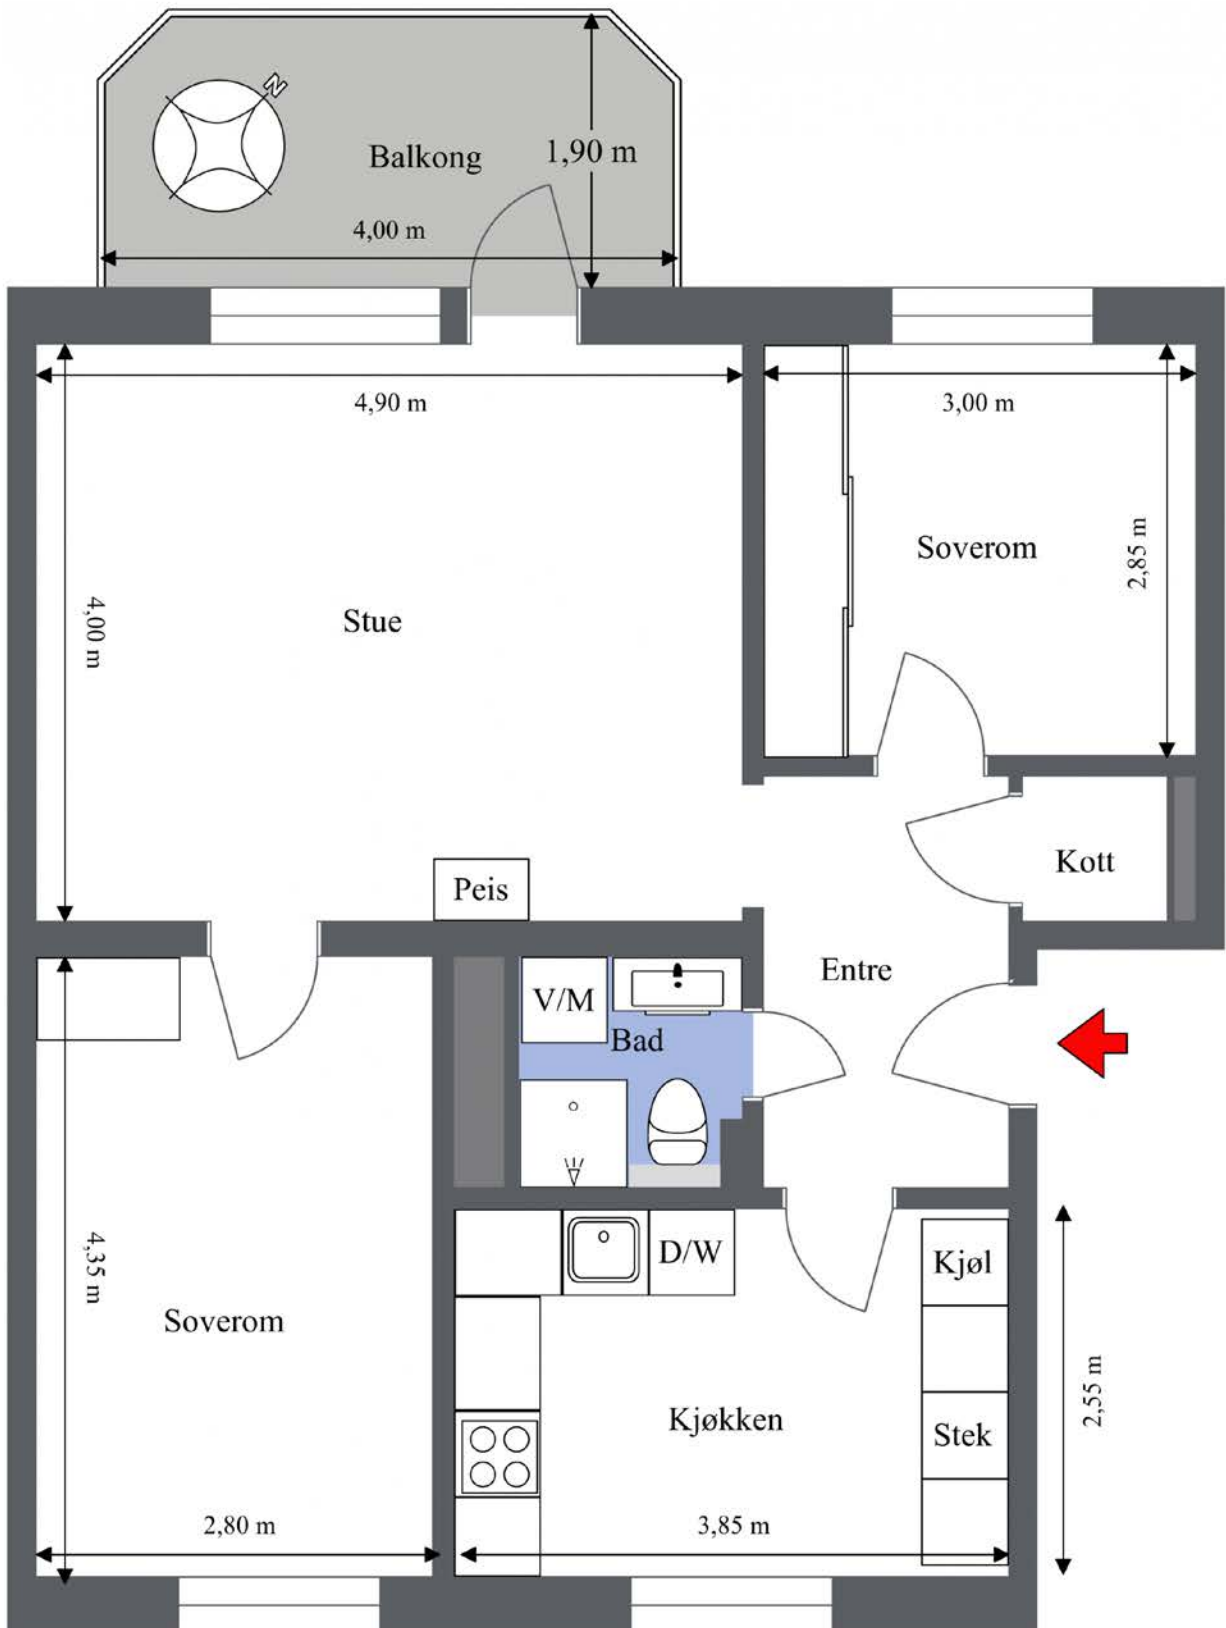 N
Balkong
1,90 m
4,00 m
4,90 m
3,00 m
Soverom
2,85 m
Stue
4,00 m
Kott
Peis
Entre
V/M
Bad
D/W
Kjøl
4,35 m
Soverom
2,55 m
Kjøkken
Stek
2,80 m
3,85 m